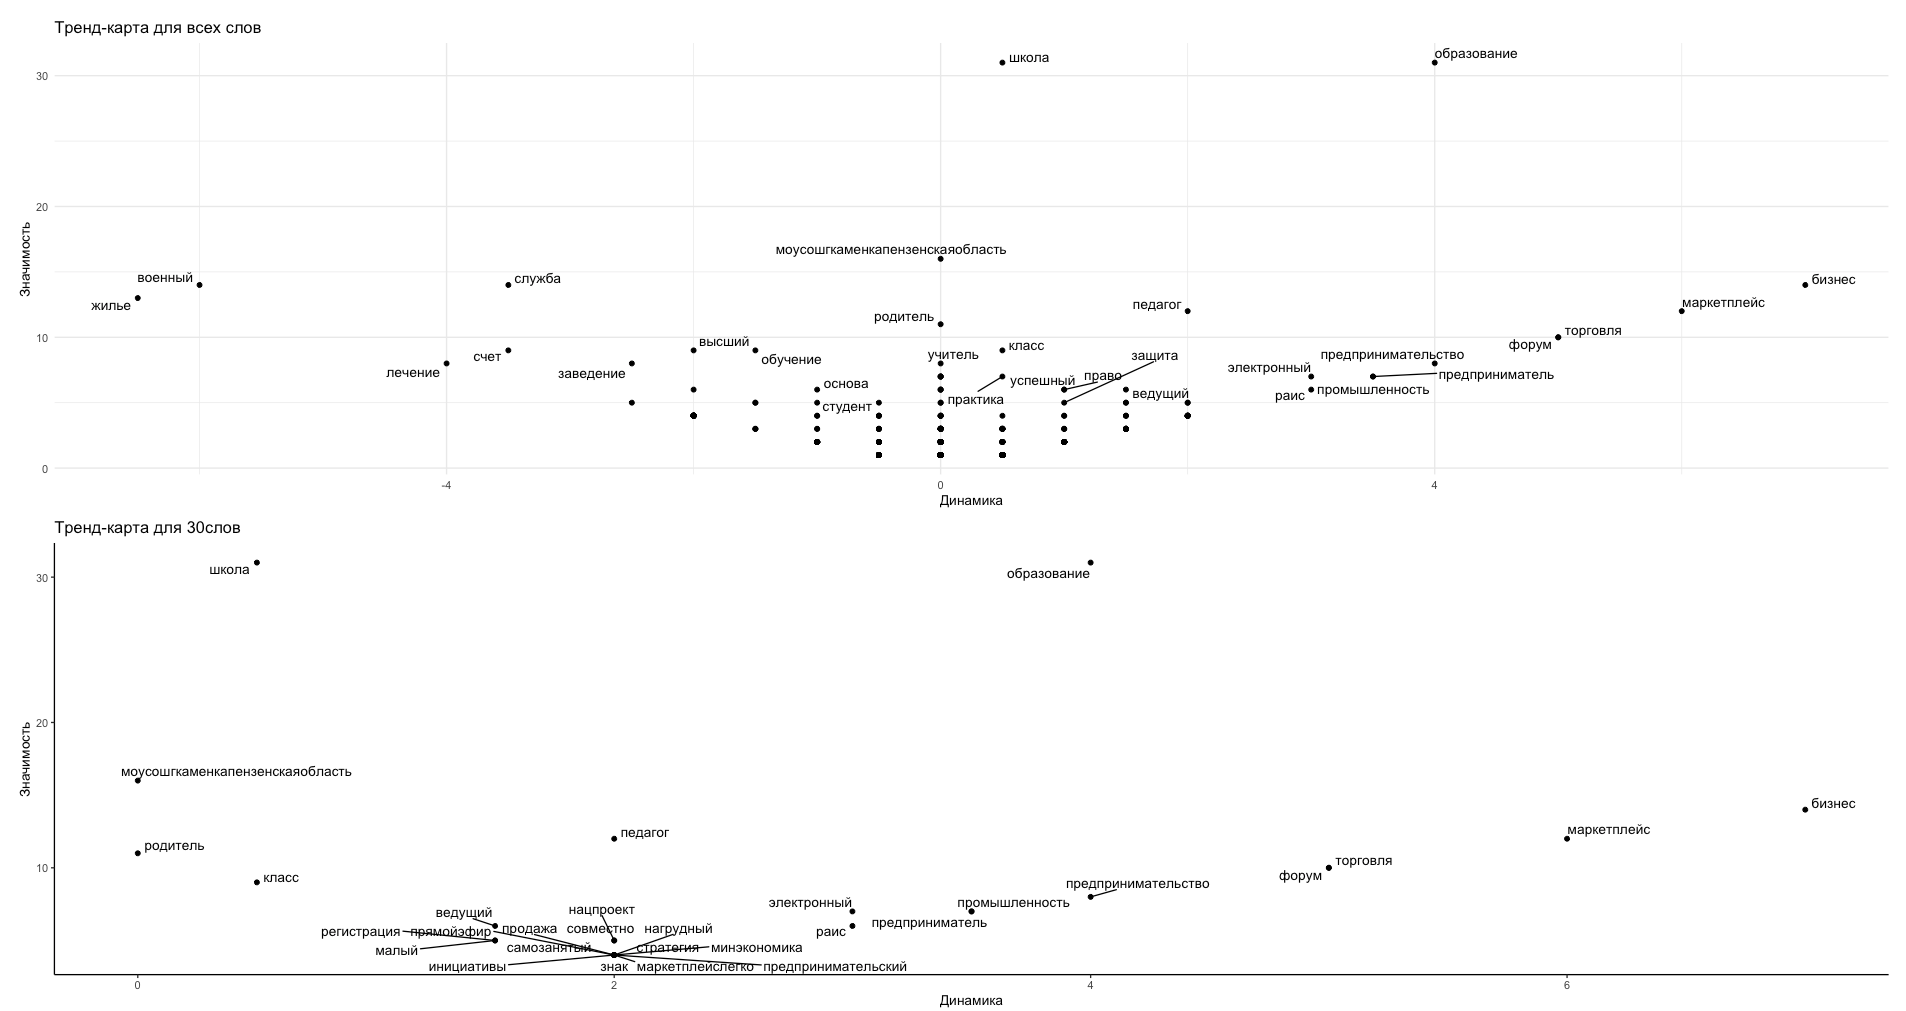 Тренд-карта для всех слов
школа
образование
30
20
моусошгкаменкапензенскаяобласть
военный
служба
бизнес
жилье
маркетплейс
педагог
родитель
торговля
10
высший
класс
форум
счет
обучение
учитель
защита
предпринимательство
лечение
заведение
электронный
предприниматель
основа
успешный
право
промышленность
практика
ведущий
раис
студент
0
-4
0
4
Динамика
Значимость
Тренд-карта для 30слов
школа
образование
30
20
моусошгкаменкапензенскаяобласть
бизнес
педагог
маркетплейс
родитель
торговля
10
класс
форум
предпринимательство
электронный
промышленность
ведущий
нацпроект
предприниматель
регистрация
прямойэфир
продажа
совместно
нагрудный
раис
малый
самозанятый
стратегия
минэкономика
инициативы
знак
маркетплейслегко
предпринимательский
0
2
4
6
Динамика
Значимость